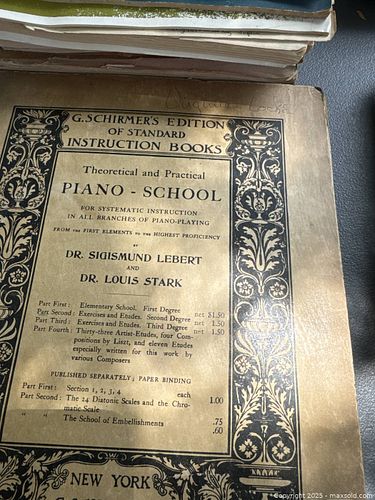 G. SCHIRMER'S EDITION
OF STANDARD
INSTRUCTION BOOKS
Theoretical and Practical
PIANO-SCHOOL
FOR SYSTEMATIC INSTRUCTION
IN ALL BRANCHES OF PIANO-PLAYING
FROM THE FIRST ELEMENTS TO THE HIGHEST PROFICIENCY
BY
DR. SIGISMUND LEBERT
AND
DR. LOUIS STARK
Part First: Elementary School. First Degree net $1.50
Part Second: Exercises and Etudes. Second Degree net 1.50
Part Third: Exercises and Etudes. Third Degree net 1.50
Part Fourth: Thirty-three Artist-Etudes, four Com-
positions by Liszt, and eleven Etudes
especially written for this work by
various Composers
PUBLISHED SEPARATELY; PAPER BINDING
Part First: Section 1, 2, 3, 4 each 1.00
Part Second: The 24 Diatonic Scales and the Chro-
matic Scale .75
" " The School of Embellishments .60
NEW YORK
Copyright 2025 - maxsold.com